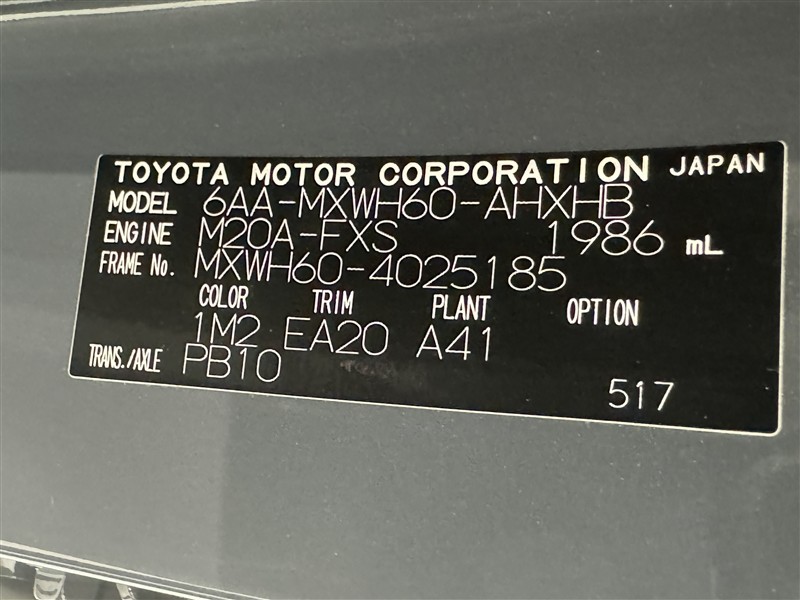 TOYOTA MOTOR CORPORATION JAPAN
MODEL 6AA-MXWH60-AHXHB
ENGINE M20A-FXS 1986 mL
FRAME No. MXWH60-4025185
COLOR TRIM PLANT OPTION
1M2 EA20 A41
TRANS./AXLE PB10
517